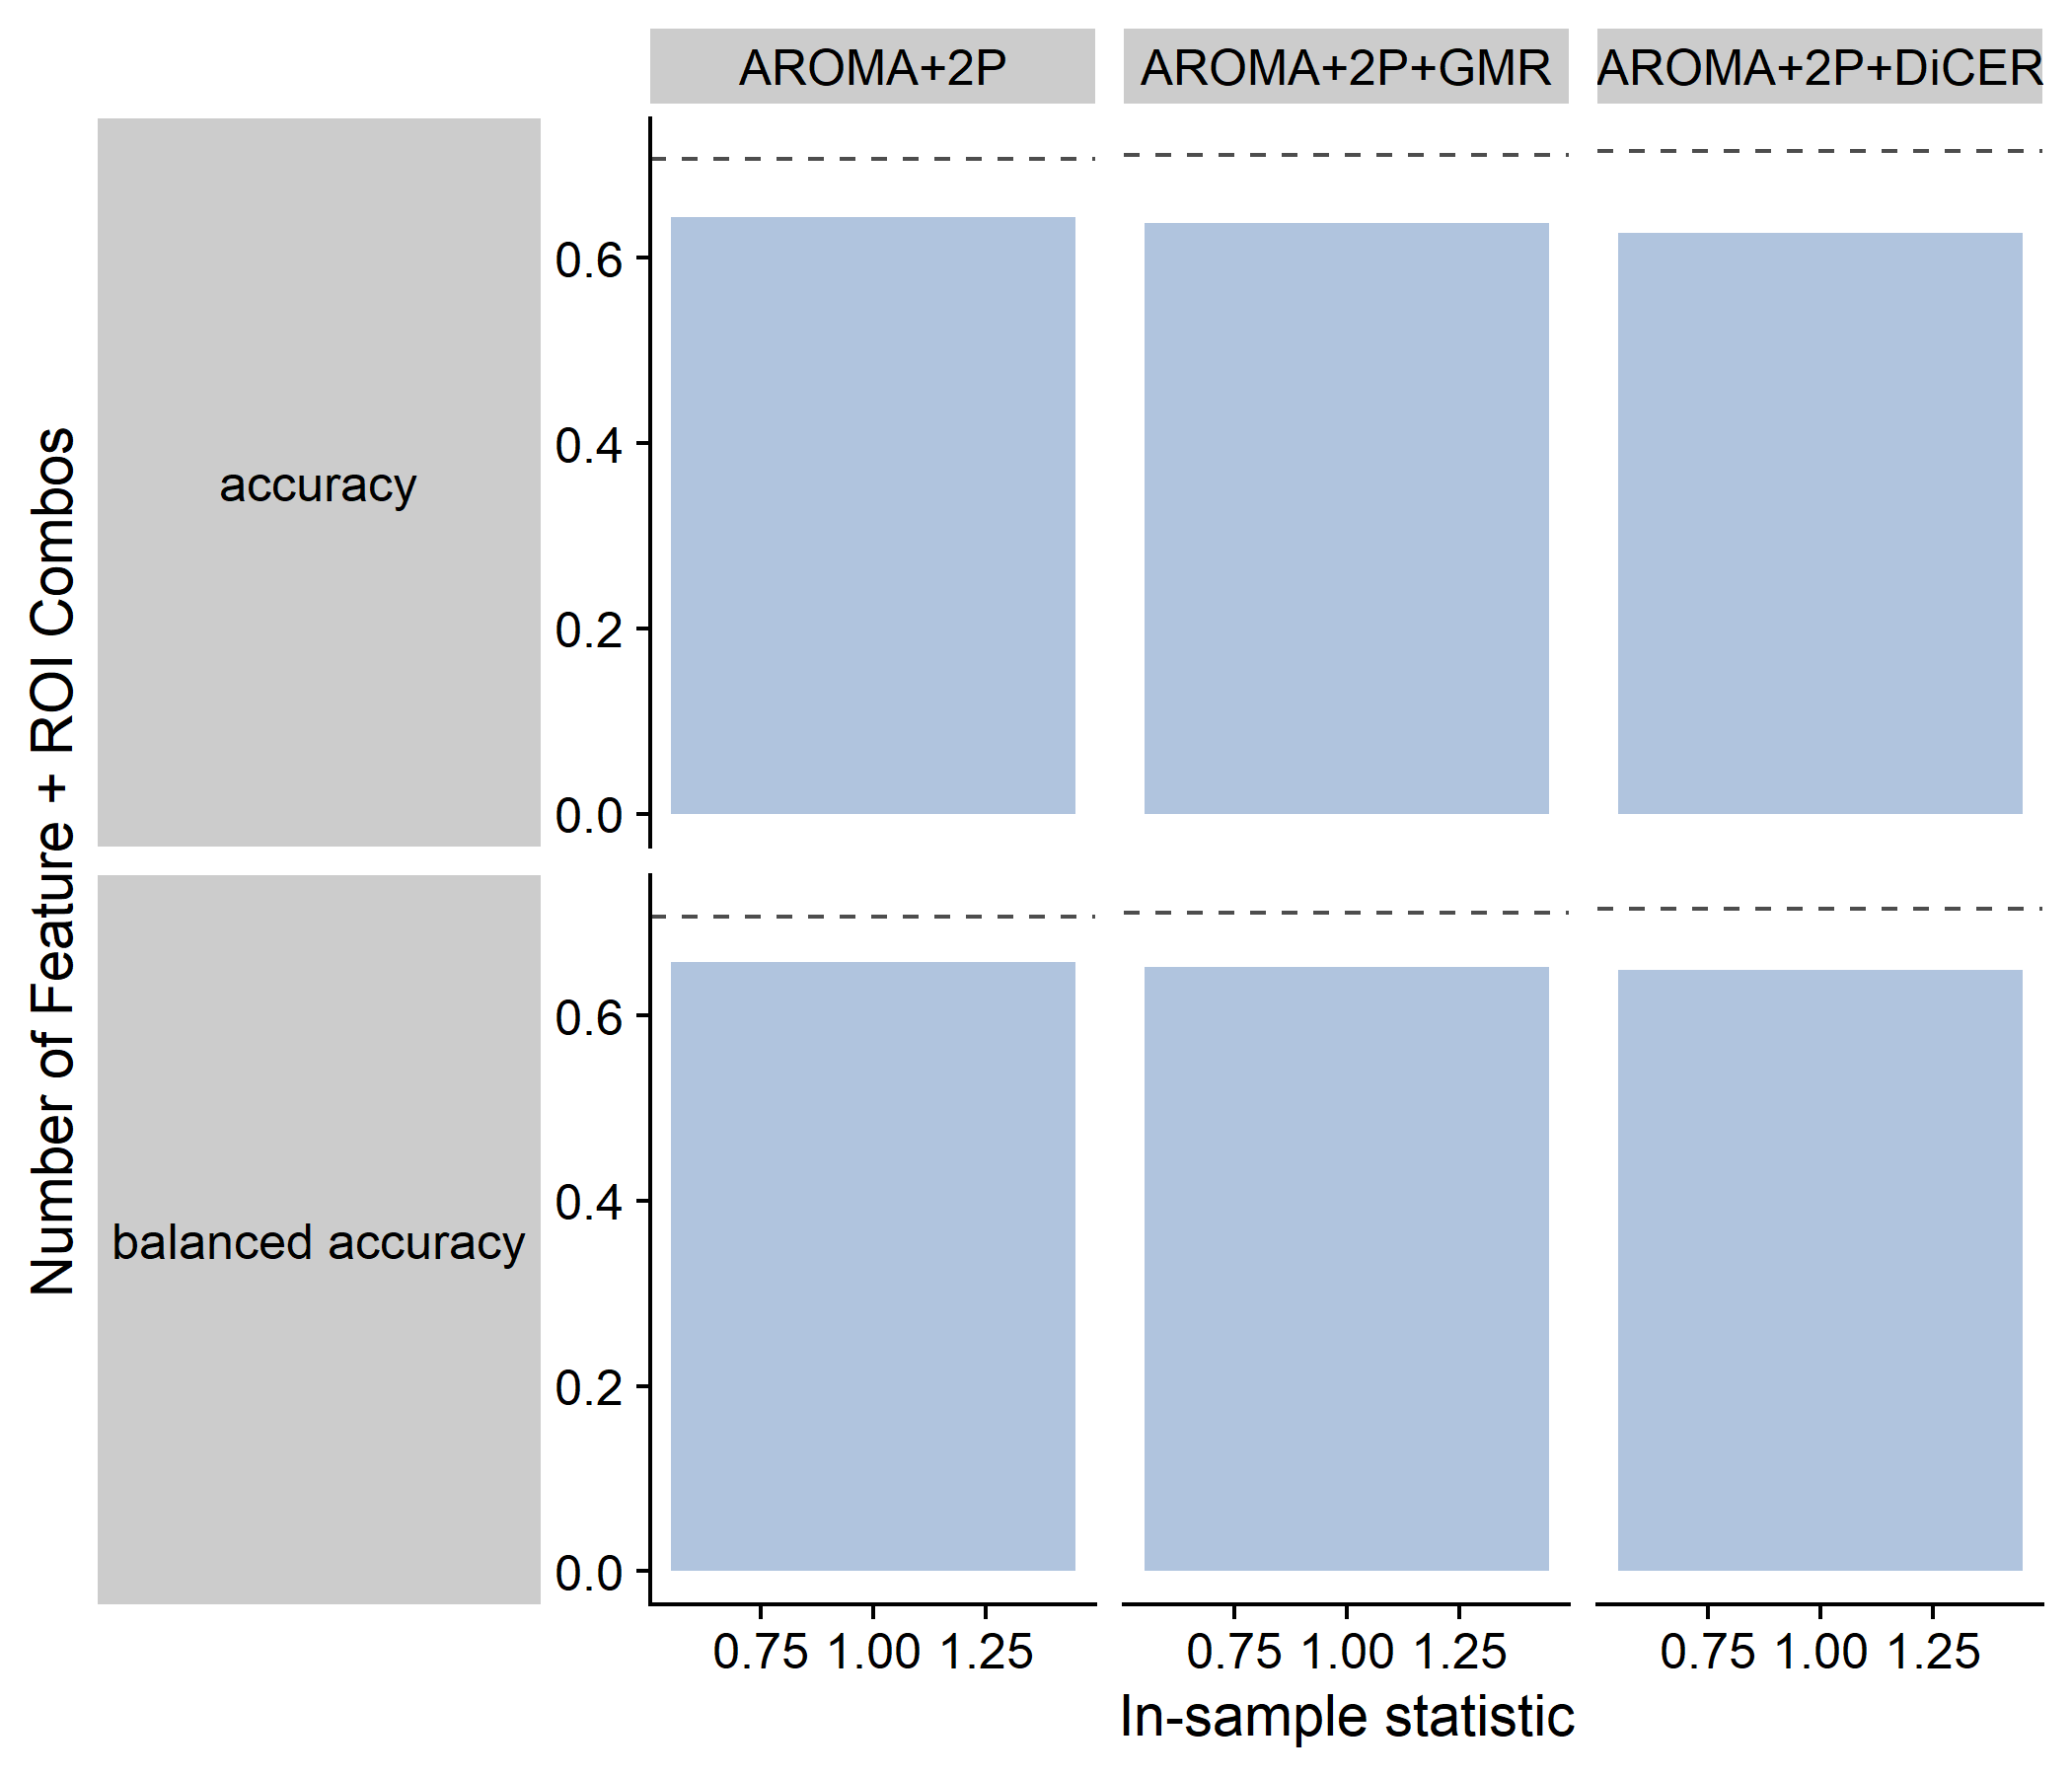 AROMA+2P
AROMA+2P+GMR
AROMA+2P+DiCER
Number of Feature + ROI Combos
accuracy
0.6
0.4
0.2
0.0
balanced accuracy
0.6
0.4
0.2
0.0
0.75 1.00 1.25
0.75 1.00 1.25
0.75 1.00 1.25
In-sample statistic